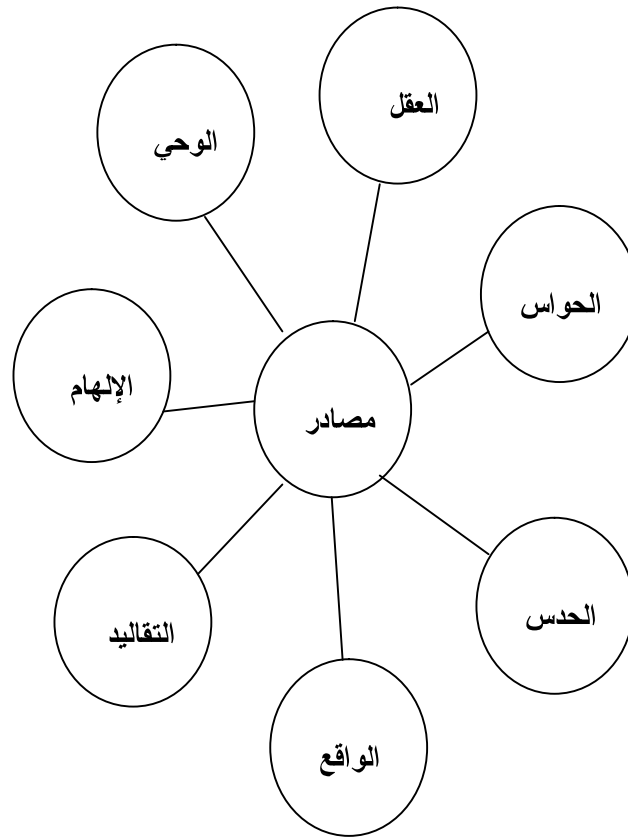 العقل
الوحي
الحواس
الإلهام
مصادر
الحدس
التقاليد
الواقع